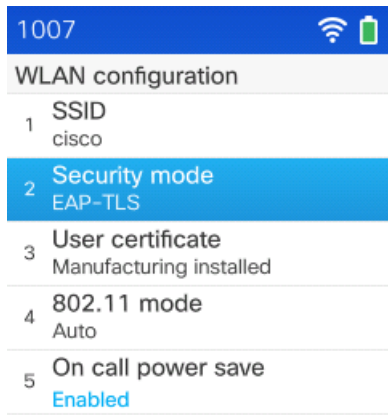 1007
WLAN configuration
1 SSID
cisco
2 Security mode
EAP-TLS
3 User certificate
Manufacturing installed
4 802.11 mode
Auto
5 On call power save
Enabled